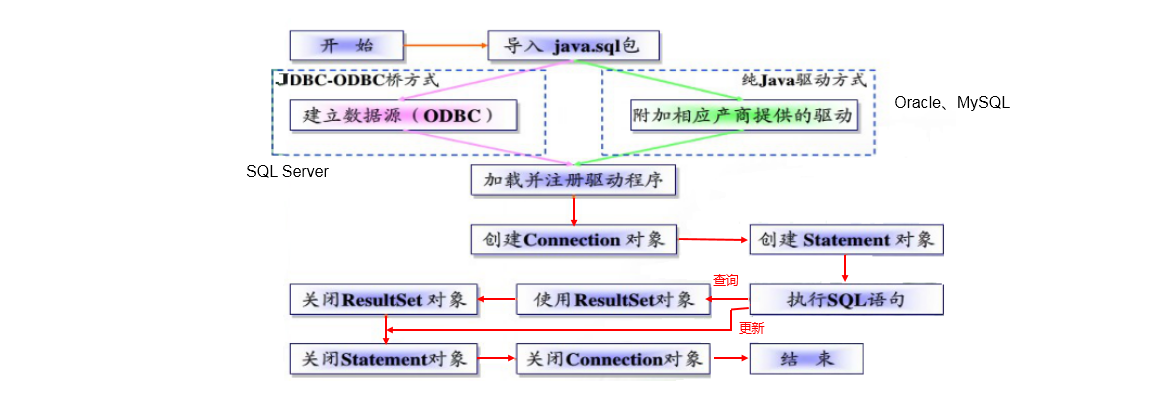 开 始
导入 java.sql包
JDBC-ODBC桥方式
纯Java驱动方式
建立数据源（ODBC）
附加相应产商提供的驱动
Oracle、MySQL
SQL Server
加载并注册驱动程序
创建Connection 对象
创建 Statement 对象
查询
关闭ResultSet 对象
使用ResultSet对象
执行SQL语句
更新
关闭Statement对象
关闭Connection对象
结 束